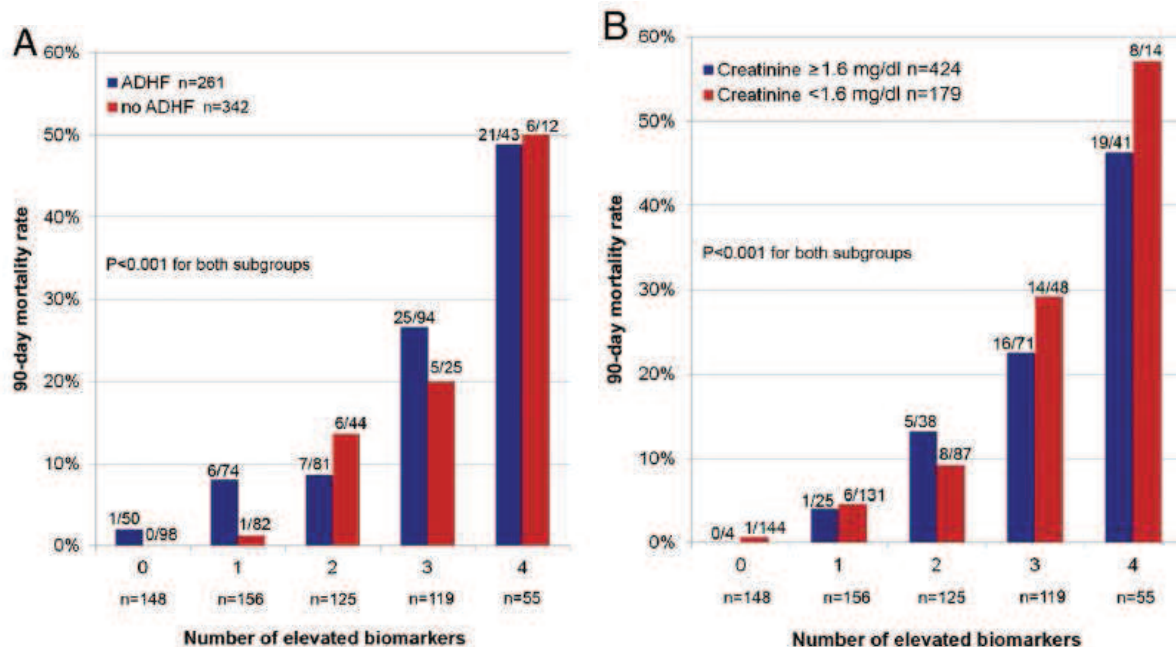 A
60%
50%
40%
30%
20%
10%
0%
90-day mortality rate
ADHF n=261
no ADHF n=342
P<0.001 for both subgroups
1/50
0/98
6/74
1/82
7/81
6/44
25/94
5/25
21/43
6/12
0 1 2 3 4
n=148 n=156 n=125 n=119 n=55
Number of elevated biomarkers
B
60%
50%
40%
30%
20%
10%
0%
90-day mortality rate
Creatinine ≥1.6 mg/dl n=424
Creatinine <1.6 mg/dl n=179
P<0.001 for both subgroups
0/4
1/144
1/25
6/131
5/38
8/87
16/71
14/48
19/41
8/14
0 1 2 3 4
n=148 n=156 n=125 n=119 n=55
Number of elevated biomarkers